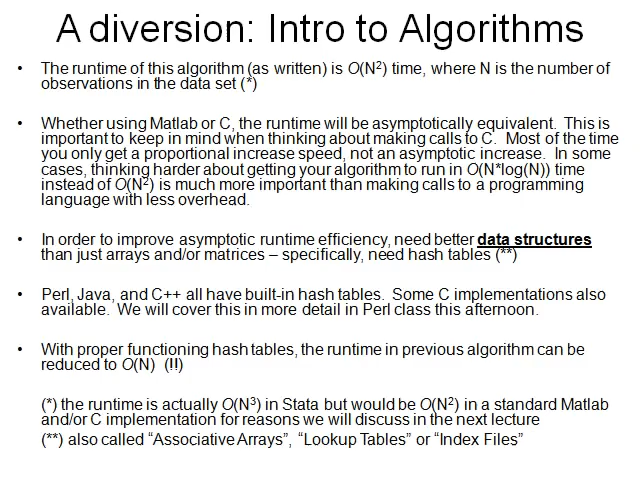 A diversion: Intro to Algorithms
• The runtime of this algorithm (as written) is O(N²) time, where N is the number of
observations in the data set (*)
• Whether using Matlab or C, the runtime will be asymptotically equivalent. This is
important to keep in mind when thinking about making calls to C. Most of the time
you only get a proportional increase speed, not an asymptotic increase. In some
cases, thinking harder about getting your algorithm to run in O(N*log(N)) time
instead of O(N²) is much more important than making calls to a programming
language with less overhead.
• In order to improve asymptotic runtime efficiency, need better data structures
than just arrays and/or matrices – specifically, need hash tables (**)
• Perl, Java, and C++ all have built-in hash tables. Some C implementations also
available. We will cover this in more detail in Perl class this afternoon.
• With proper functioning hash tables, the runtime in previous algorithm can be
reduced to O(N) (!!)
(*) the runtime is actually O(N³) in Stata but would be O(N²) in a standard Matlab
and/or C implementation for reasons we will discuss in the next lecture
(**) also called “Associative Arrays”, “Lookup Tables” or “Index Files”